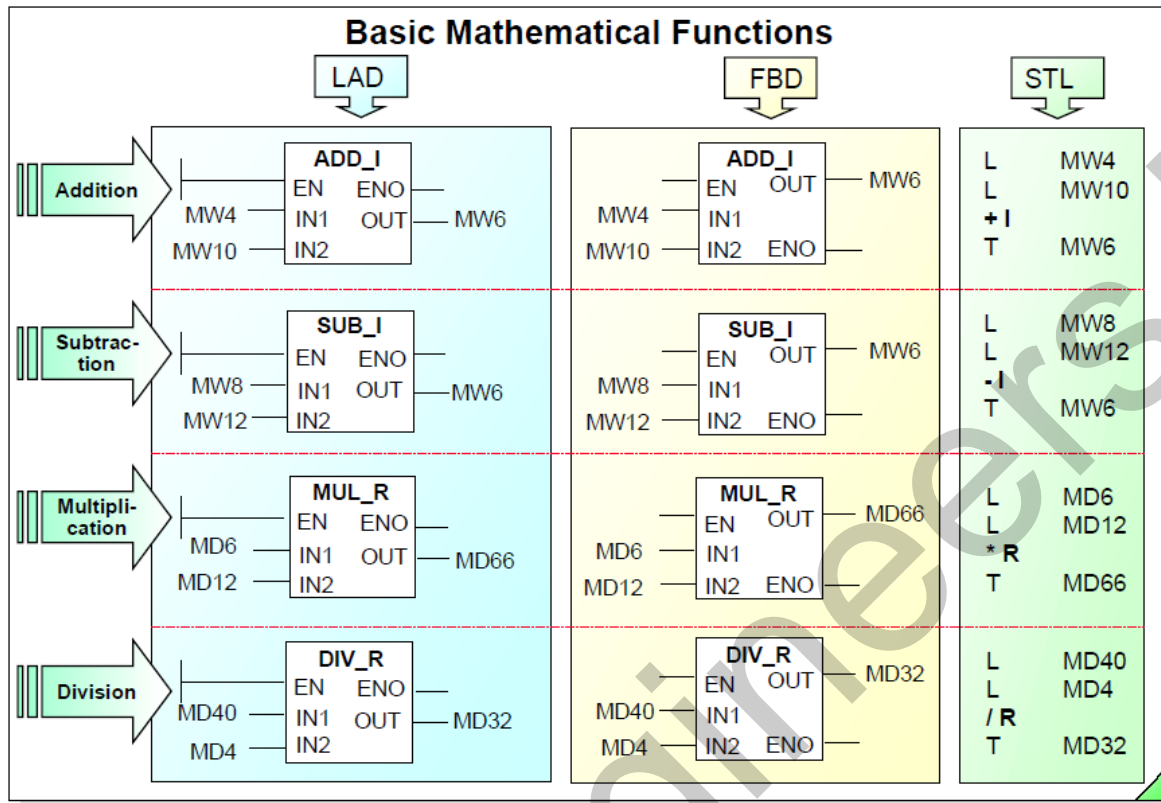 Basic Mathematical Functions
LAD
FBD
STL
Addition
ADD_I
EN ENO
MW4 IN1 OUT MW6
MW10 IN2
ADD_I
EN OUT MW6
MW4 IN1
MW10 IN2 ENO
L MW4
L MW10
+ I
T MW6
Subtrac-
tion
SUB_I
EN ENO
MW8 IN1 OUT MW6
MW12 IN2
SUB_I
EN OUT MW6
MW8 IN1
MW12 IN2 ENO
L MW8
L MW12
- I
T MW6
Multipli-
cation
MUL_R
EN ENO
MD6 IN1 OUT MD66
MD12 IN2
MUL_R
EN OUT MD66
MD6 IN1
MD12 IN2 ENO
L MD6
L MD12
* R
T MD66
Division
DIV_R
EN ENO
MD40 IN1 OUT MD32
MD4 IN2
DIV_R
EN OUT MD32
MD40 IN1
MD4 IN2 ENO
L MD40
L MD4
/ R
T MD32